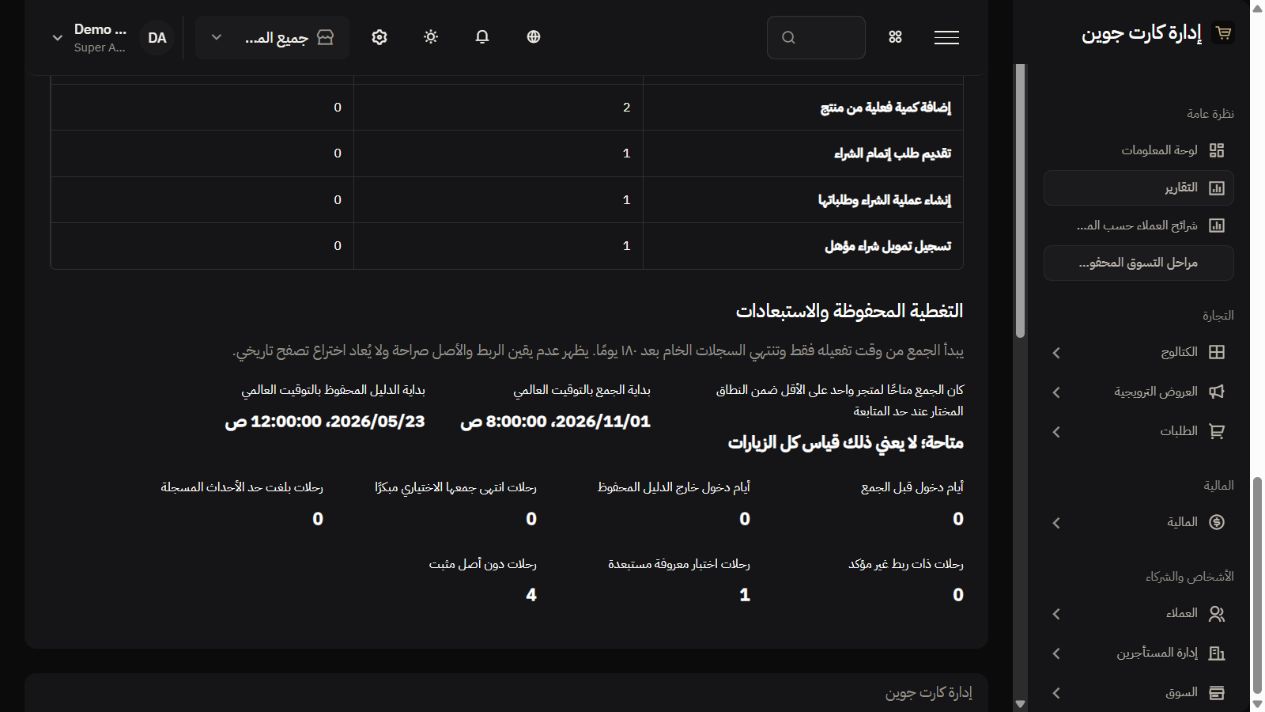 إدارة كارت جوين
جميع المـ...
Demo ...
Super A...
DA
نظرة عامة
لوحة المعلومات
التقارير
شرائح العملاء حسب المـ...
مراحل التسوق المحفو...
التجارة
الكتالوج
العروض الترويجية
الطلبات
المالية
المالية
الأشخاص والشركاء
العملاء
إدارة المستأجرين
السوق
إضافة كمية فعلية من منتج 2 0
تقديم طلب إتمام الشراء 1 0
إنشاء عملية الشراء وطلباتها 1 0
تسجيل تمويل شراء مؤهل 1 0
التغطية المحفوظة والاستبعادات
يبدأ الجمع من وقت تفعيله فقط وتنتهي السجلات الخام بعد ١٨٠ يومًا. يظهر عدم يقين الربط والأصل صراحة ولا يُعاد اختراع تصفح تاريخي.
كان الجمع متاحًا لمتجر واحد على الأقل ضمن النطاق
المختار عند حد المتابعة
متاحة؛ لا يعني ذلك قياس كل الزيارات
بداية الجمع بالتوقيت العالمي
2026/11/01، 8:00:00 ص
بداية الدليل المحفوظ بالتوقيت العالمي
2026/05/23، 12:00:00 ص
أيام دخول قبل الجمع
0
أيام دخول خارج الدليل المحفوظ
0
رحلات انتهى جمعها الاختياري مبكرًا
0
رحلات بلغت حد الأحداث المسجلة
0
رحلات ذات ربط غير مؤكد
0
رحلات اختبار معروفة مستبعدة
1
رحلات دون أصل مثبت
4
إدارة كارت جوين